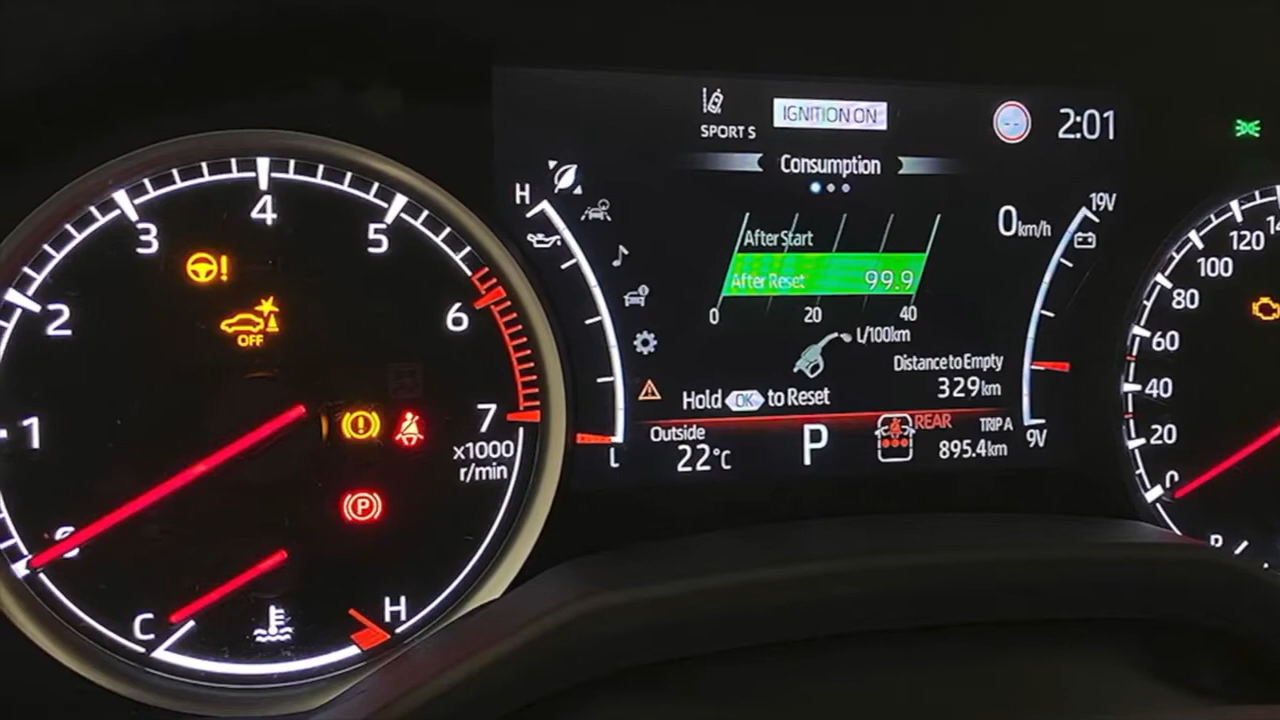 SPORT S
IGNITION ON
2:01
Consumption
H
19V
0 km/h
After Start
After Reset 99.9
0 20 40
L/100km
Distance to Empty
329 km
Hold OK to Reset
Outside
22°C
P
REAR
TRIP A
895.4 km
L
9V
1
2
3
4
5
6
7
x1000
r/min
OFF
P
C
H
0
20
40
60
80
100
120